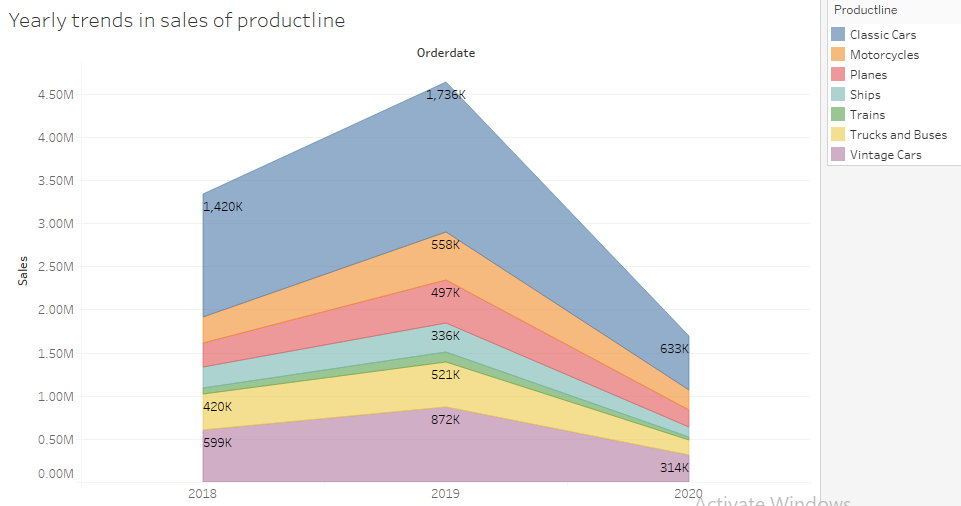 Yearly trends in sales of productline
Orderdate
Sales
4.50M
4.00M
3.50M
3.00M
2.50M
2.00M
1.50M
1.00M
0.50M
0.00M
1,420K
420K
599K
1,736K
558K
497K
336K
521K
872K
633K
314K
2018
2019
2020
Productline
Classic Cars
Motorcycles
Planes
Ships
Trains
Trucks and Buses
Vintage Cars
Activate Windows